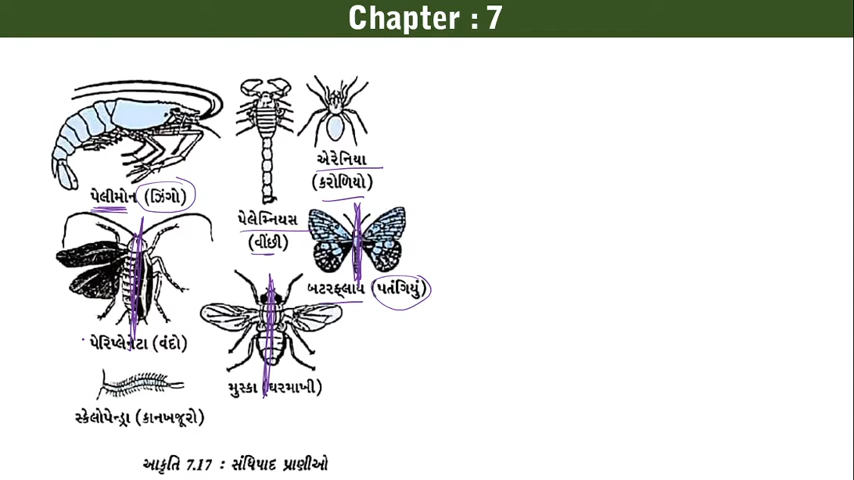 Chapter : 7
પેલીમોન (ઝિંગો)
એરેનિયા
(કરોળિયો)
પેલેમ્નિયસ
(વીંછી)
બટરફ્લાય (પતંગિયું)
પેરિપ્લેનેટા (વંદો)
મુસ્કા (ઘરમાખી)
સ્કેલોપેન્ડ્રા (કાનખજૂરો)
આકૃતિ 7.17 : સંધિપાદ પ્રાણીઓ